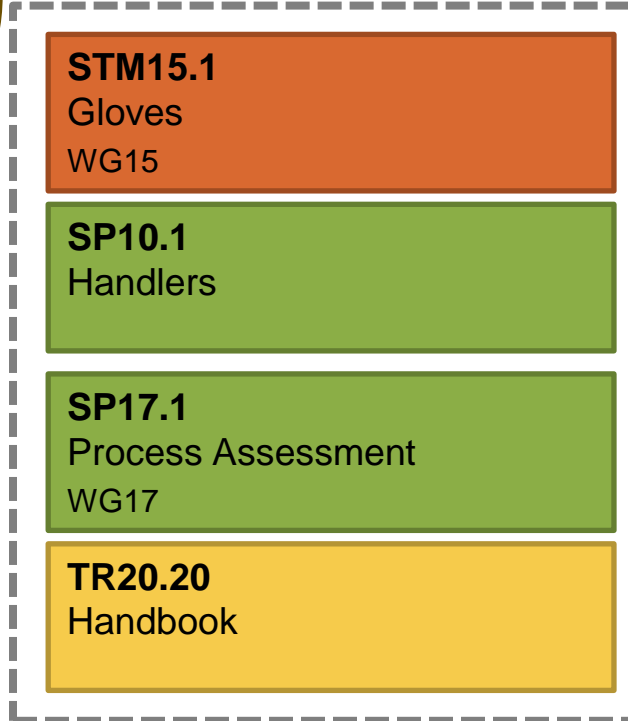 STM15.1
Gloves
WG15
SP10.1
Handlers
SP17.1
Process Assessment
WG17
TR20.20
Handbook